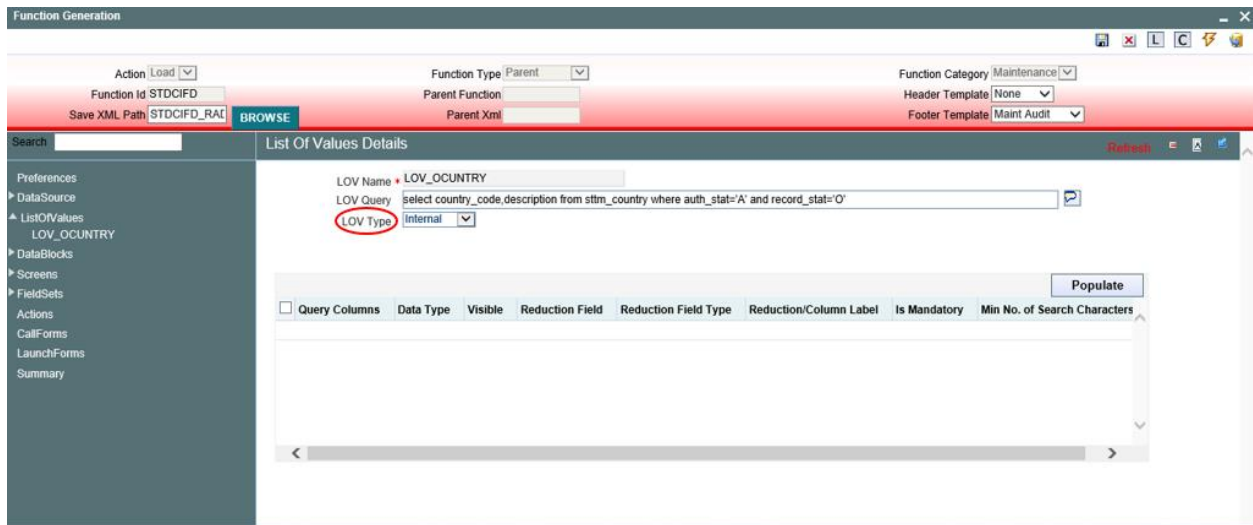 Function Generation
L C
Action Load Function Type Parent Function Category Maintenance
Function Id STDCIFD Parent Function Header Template None
Save XML Path STDCIFD_RAD BROWSE Parent Xml Footer Template Maint Audit
Search List Of Values Details Refresh
Preferences
DataSource
ListOfValues
LOV_OCUNTRY
DataBlocks
Screens
FieldSets
Actions
CallForms
LaunchForms
Summary
LOV Name * LOV_OCUNTRY
LOV Query select country_code,description from sttm_country where auth_stat='A' and record_stat='O'
LOV Type Internal
Populate
Query Columns Data Type Visible Reduction Field Reduction Field Type Reduction/Column Label Is Mandatory Min No. of Search Characters